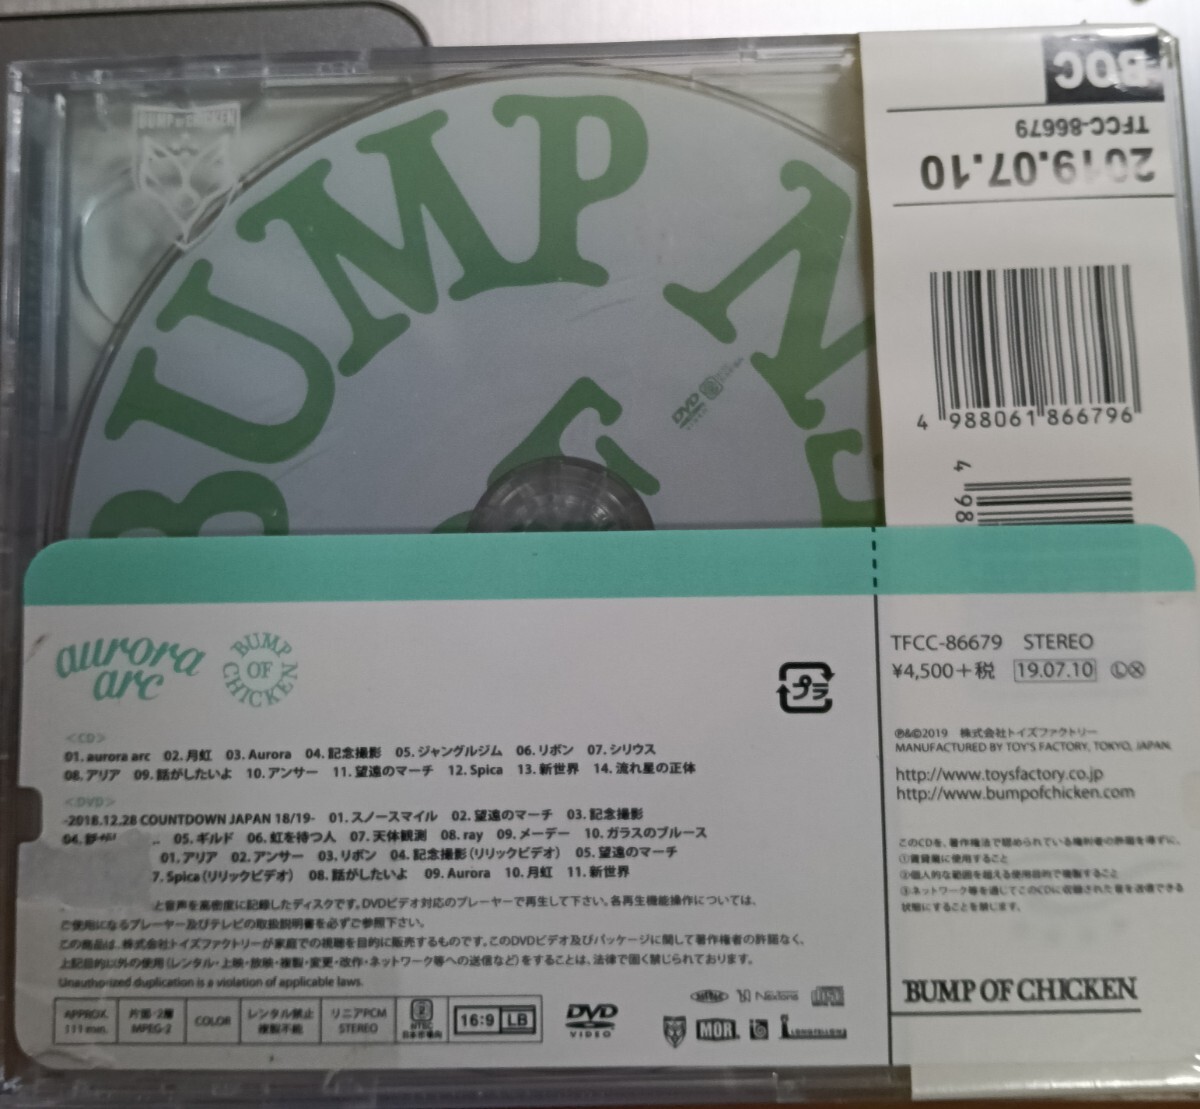 BUMP OF CHICKEN
BUMP
DVD
BOC
TFCC-86679
2019.07.10
4 988061 866796
4 98
aurora arc
BUMP OF CHICKEN
プラ
<CD>
01. aurora arc 02. 月虹 03. Aurora 04. 記念撮影 05. ジャングルジム 06. リボン 07. シリウス
08. アリア 09. 話がしたいよ 10. アンサー 11. 望遠のマーチ 12. Spica 13. 新世界 14. 流れ星の正体
<DVD>
-2018.12.28 COUNTDOWN JAPAN 18/19- 01. スノースマイル 02. 望遠のマーチ 03. 記念撮影
04. 05. ギルド 06. 虹を待つ人 07. 天体観測 08. ray 09. メーデー 10. ガラスのブルース
01. アリア 02. アンサー 03. リボン 04. 記念撮影(リリックビデオ) 05. 望遠のマーチ
7. Spica(リリックビデオ) 08. 話がしたいよ 09. Aurora 10. 月虹 11. 新世界
と音声を高密度に記録したディスクです。DVDビデオ対応のプレーヤーで再生して下さい。各再生機能操作については、
ご使用になるプレーヤー及びテレビの取扱説明書を必ずご参照下さい。
この商品は、株式会社トイズファクトリーが家庭での視聴を目的に販売するものです。このDVDビデオ及びパッケージに関して著作権者の許諾なく、
上記目的以外の使用(レンタル・上映・放映・複製・変更・改作・ネットワーク等への送信など)をすることは、法律で固く禁じられております。
Unauthorized duplication is a violation of applicable laws.
APPROX. 111 min.
片面・2層 MPEG-2
COLOR
レンタル禁止 複製不能
リニアPCM STEREO
2 NTSC 日本市場向
16:9 LB
DVD VIDEO
Nextone
MOR.
LONGFELLOW
TFCC-86679 STEREO
¥4,500+税 19.07.10 Ⓛ Ⓧ
℗&©2019 株式会社トイズファクトリー
MANUFACTURED BY TOY'S FACTORY, TOKYO, JAPAN.
http://www.toysfactory.co.jp
http://www.bumpofchicken.com
このCDを、著作権法で認められている権利者の許諾を得ずに、
①賃貸業に使用すること
②個人的な範囲を超える使用目的で複製すること
③ネットワーク等を通じてこのCDに収録された音を送信できる
状態にすることを禁じます。
BUMP OF CHICKEN